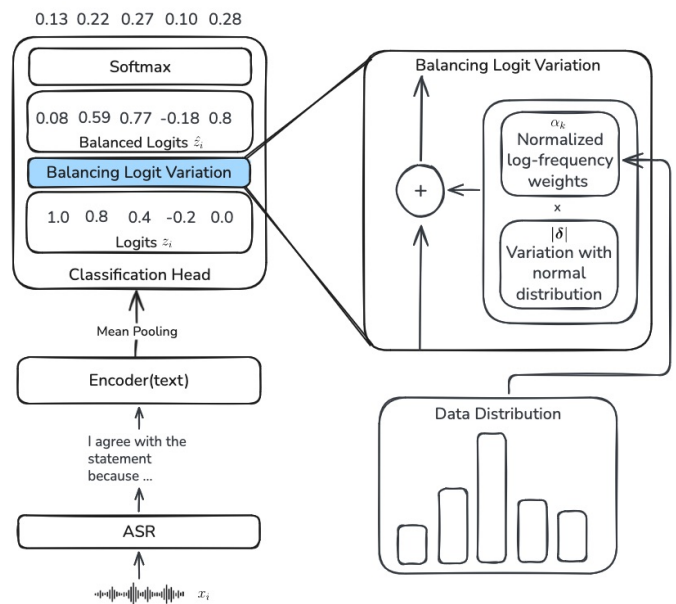 0.13 0.22 0.27 0.10 0.28
Softmax
0.08 0.59 0.77 -0.18 0.8
Balanced Logits ẑᵢ
Balancing Logit Variation
1.0 0.8 0.4 -0.2 0.0
Logits zᵢ
Classification Head
Mean Pooling
Encoder(text)
I agree with the
statement
because ...
ASR
xᵢ
Balancing Logit Variation
+
αₖ
Normalized
log-frequency
weights
x
|δ|
Variation with
normal
distribution
Data Distribution